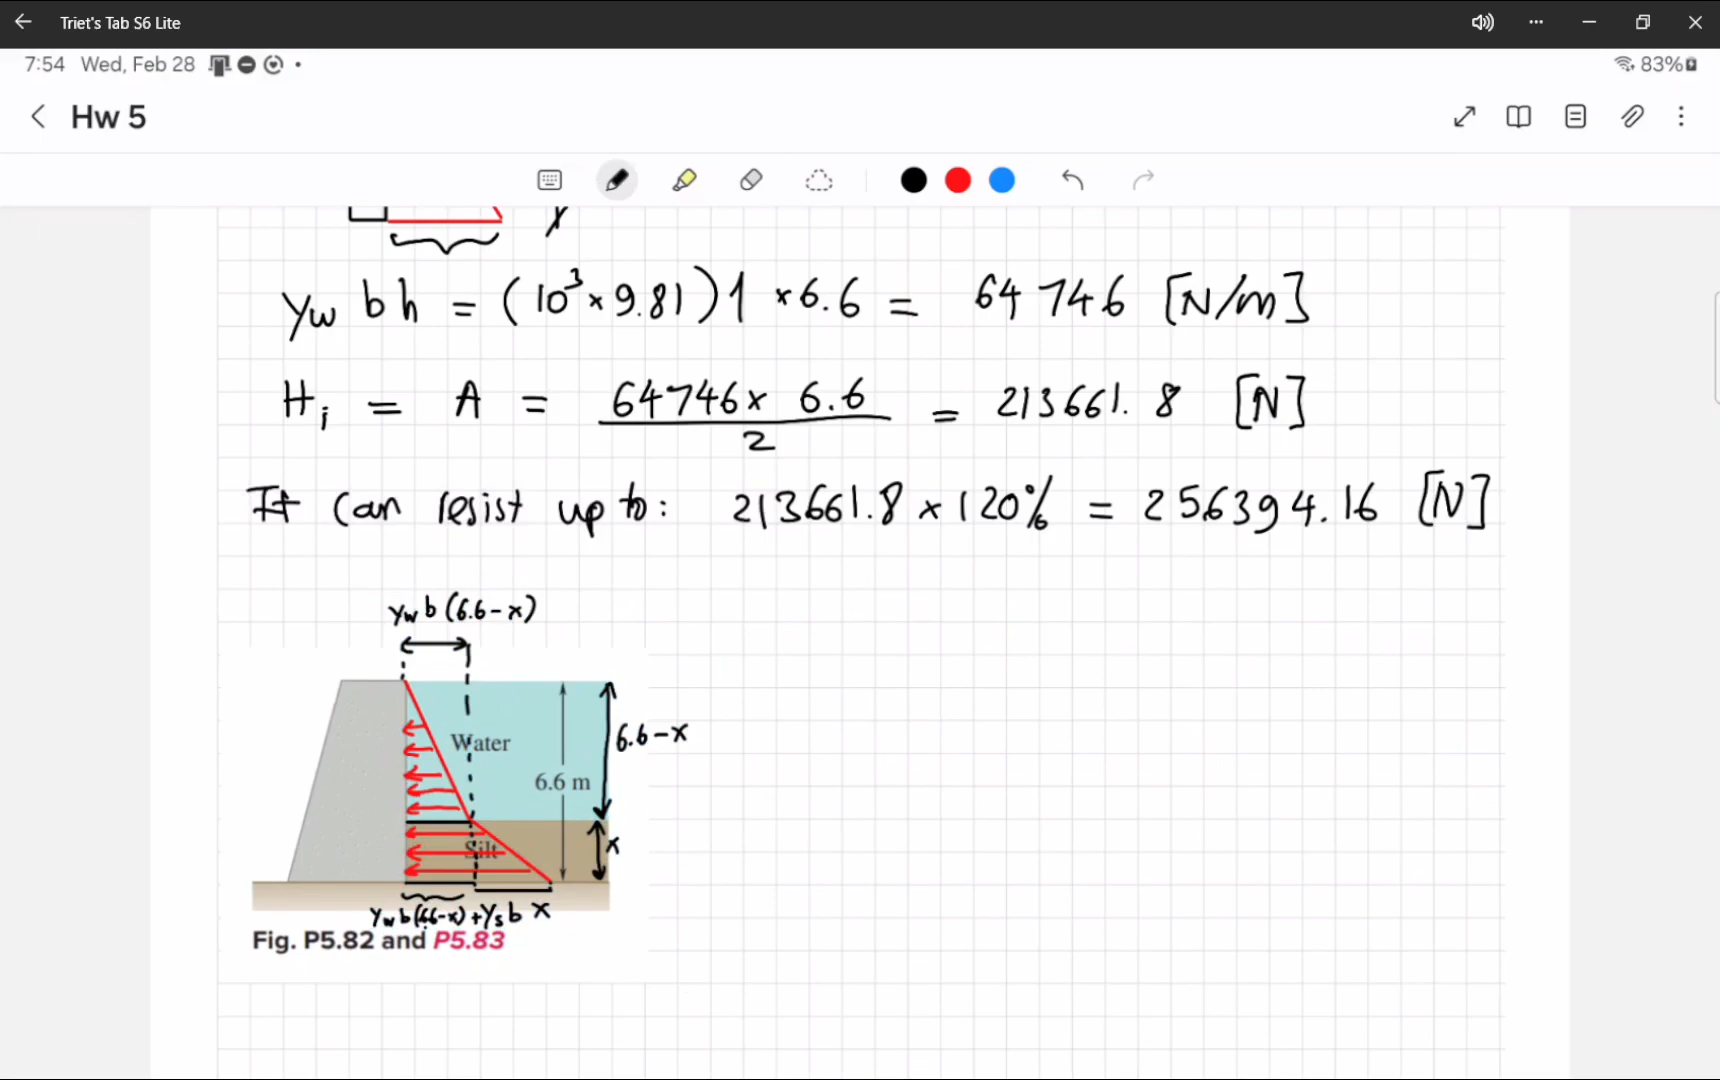 Triet's Tab S6 Lite
7:54 Wed, Feb 28
83%
Hw 5
x
γw b h = (10³ × 9.81) 1 × 6.6 = 64746 [N/m]
Hi = A = 64746 × 6.6 / 2 = 213661.8 [N]
It can resist up to: 213661.8 × 120% = 256394.16 [N]
γw b (6.6 - x)
Water
6.6 - x
6.6 m
Silt
x
γw b (6.6-x) + γs b x
Fig. P5.82 and P5.83